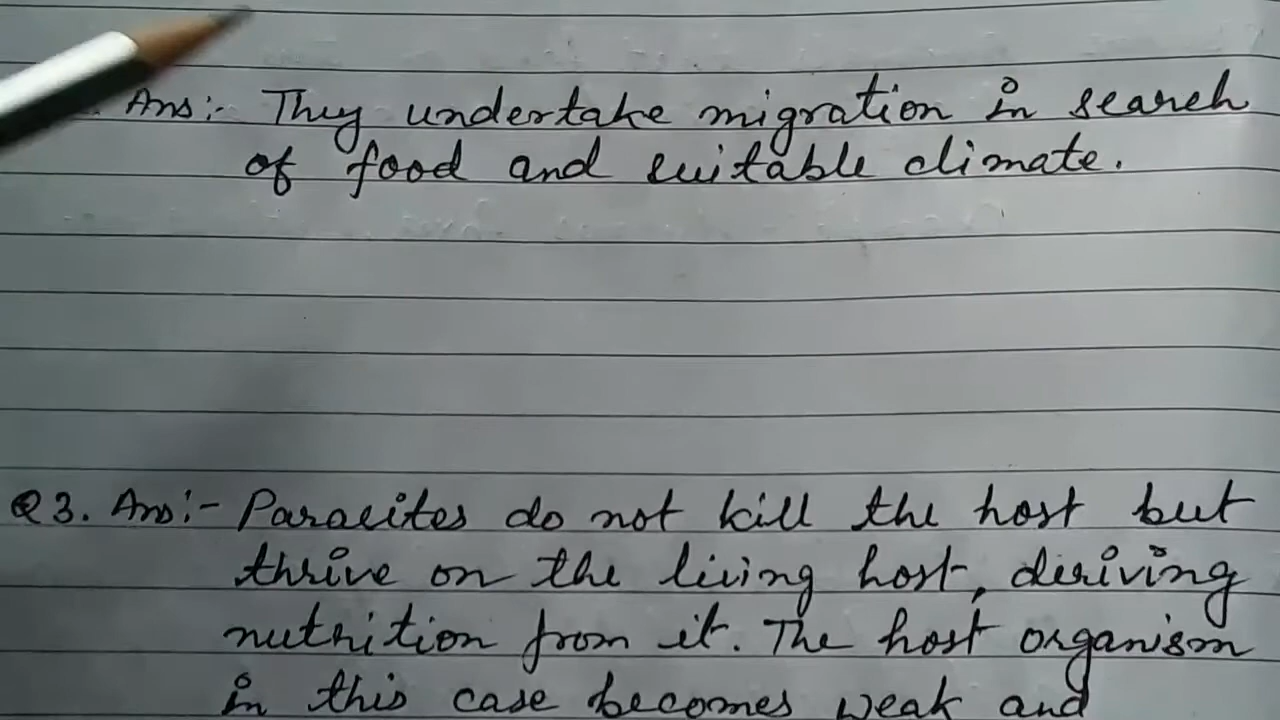 Ans:- They undertake migration in search
of food and suitable climate.
Q3. Ans:- Parasites do not kill the host but
thrive on the living host, deriving
nutrition from it. The host organism
in this case becomes weak and